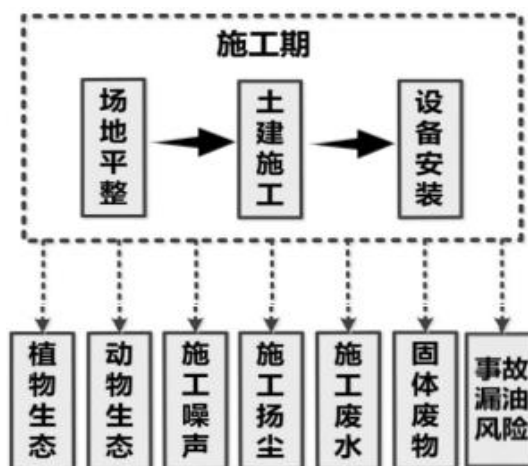 施工期
场地平整
土建施工
设备安装
植物生态
动物生态
施工噪声
施工扬尘
施工废水
固体废物
事故
漏油
风险